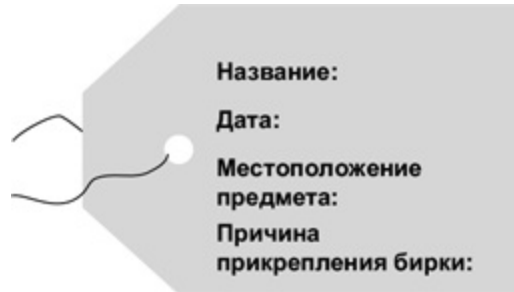 Название:
Дата:
Местоположение
предмета:
Причина
прикрепления бирки: